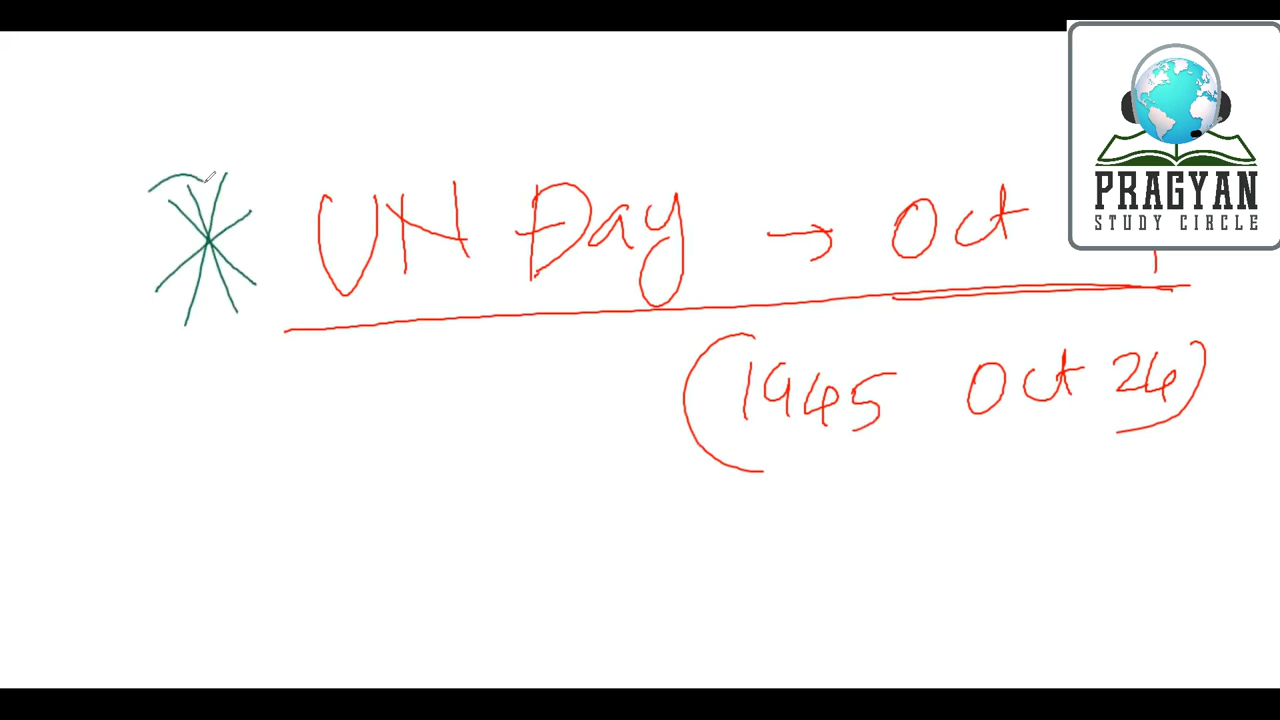 PRAGYAN
STUDY CIRCLE
UN Day → Oct
(1945 Oct 24)